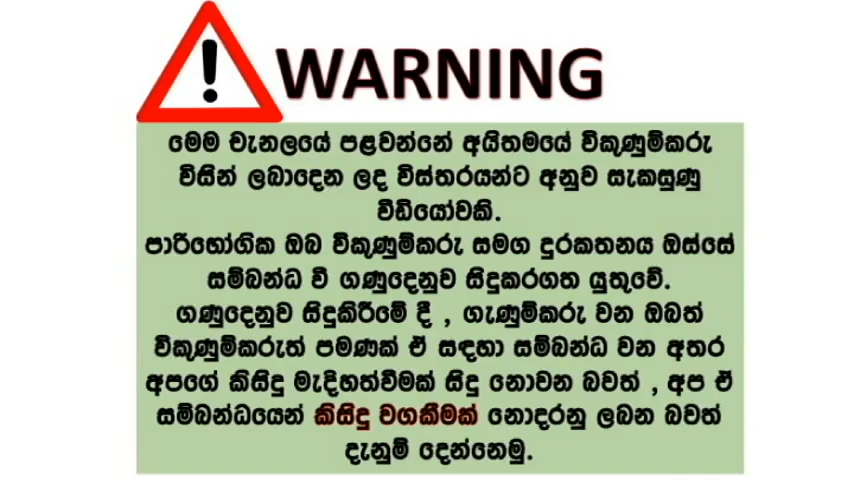 WARNING
මෙම චැනලයේ පළවන්නේ අයිතමයේ විකුණුම්කරු
විසින් ලබාදෙන ලද විස්තරයන්ට අනුව සැකසුණු
වීඩියෝවකි.
පාරිභෝගික ඔබ විකුණුම්කරු සමග දුරකතනය ඔස්සේ
සම්බන්ධ වී ගණුදෙනුව සිදුකරගත යුතුවේ.
ගණුදෙනුව සිදුකිරීමේ දී , ගැණුම්කරු වන ඔබත්
විකුණුම්කරුත් පමණක් ඒ සඳහා සම්බන්ධ වන අතර
අපගේ කිසිදු මැදිහත්වීමක් සිදු නොවන බවත් , අප ඒ
සම්බන්ධයෙන් කිසිදු වගකීමක් නොදරනු ලබන බවත්
දැනුම් දෙන්නෙමු.